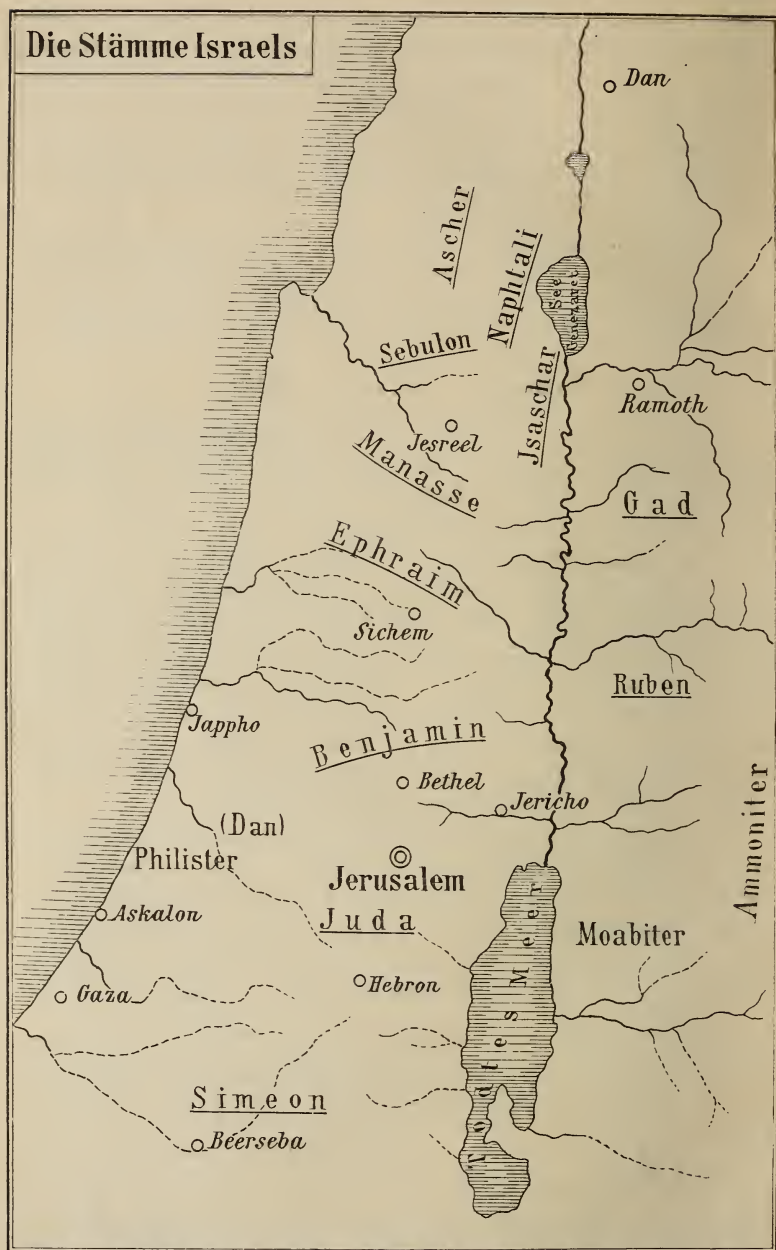 Die Stämme Israels
Dan
Ascher
Naphtali
See
Genezaret
Sebulon
Jsaschar
Ramoth
Jesreel
Manasse
Gad
Ephraim
Sichem
Ruben
Jappho
Benjamin
Bethel
Jericho
Ammoniter
(Dan)
Philister
Jerusalem
Juda
Askalon
Moabiter
Todtes Meer
Hebron
Gaza
Simeon
Beerseba